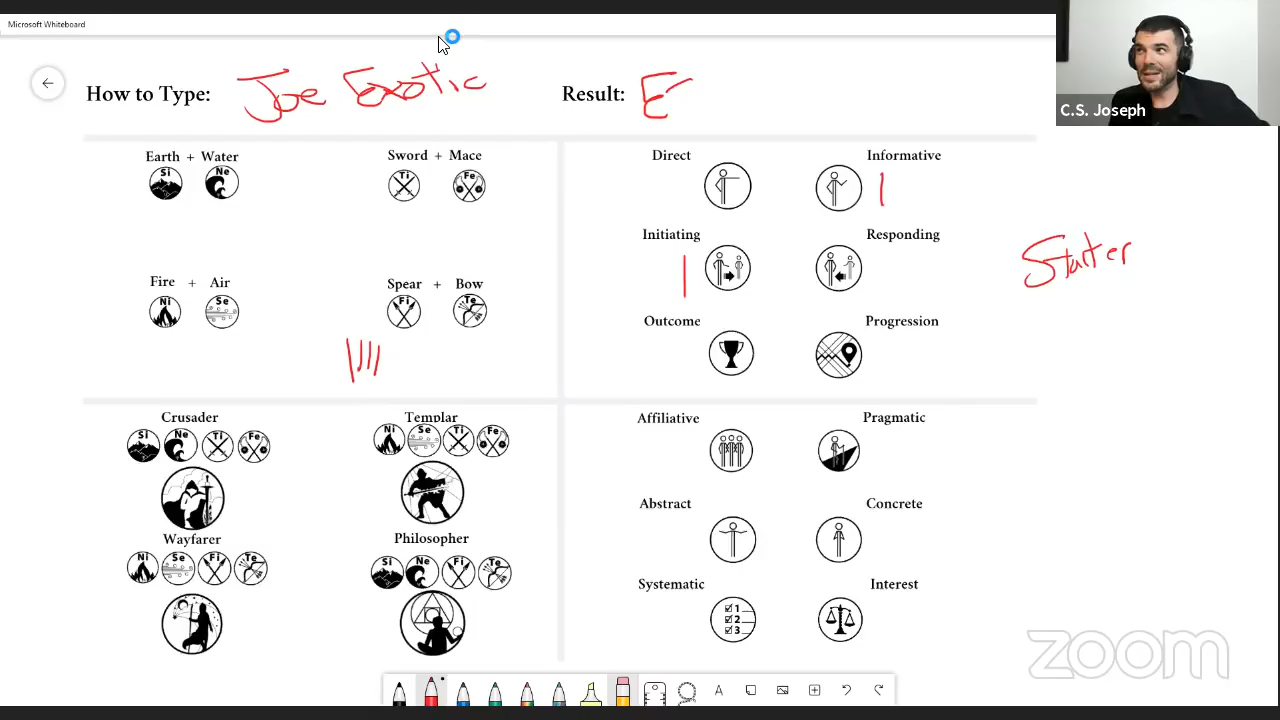 Microsoft Whiteboard
How to Type: Joe Exotic
Result: E
C.S. Joseph
Earth + Water
Si Ne
Sword + Mace
Ti Fe
Direct
Informative
Initiating
Responding
Starter
Fire + Air
Ni Se
Spear + Bow
Fi Te
Outcome
Progression
Crusader
Si Ne Ti Fe
Templar
Ni Se Ti Fe
Affiliative
Pragmatic
Abstract
Concrete
Wayfarer
Ni Se Fi Te
Philosopher
Si Ne Fi Te
Systematic
1
2
3
Interest
zoom
A